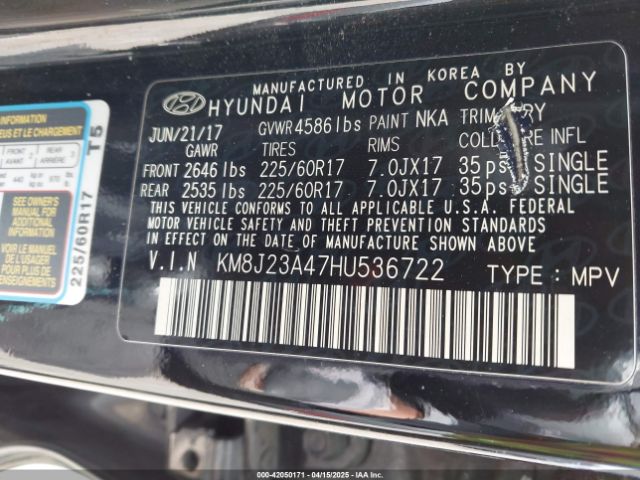 MANUFACTURED IN KOREA BY
HYUNDAI MOTOR COMPANY
JUN/21/17 GVWR 4586lbs PAINT NKA
GAWR TIRES RIMS INFL
FRONT 2646 lbs 225/60R17 7.0JX17 35 SINGLE
REAR 2535 lbs 225/60R17 7.0JX17 35 SINGLE
THIS VEHICLE CONFORMS TO ALL APPLICABLE U.S.A. FEDERAL
MOTOR VEHICLE SAFETY AND THEFT PREVENTION STANDARDS
IN EFFECT ON THE DATE OF MANUFACTURE SHOWN ABOVE.
V.I.N KM8J23A47HU536722 TYPE : MPV
INFORMATION
REAR
SEE OWNER'S
MANUAL FOR
ADDITIONAL
INFORMATION
225/60R17 T5
000-42050171 04/15/2025 IAA Inc.